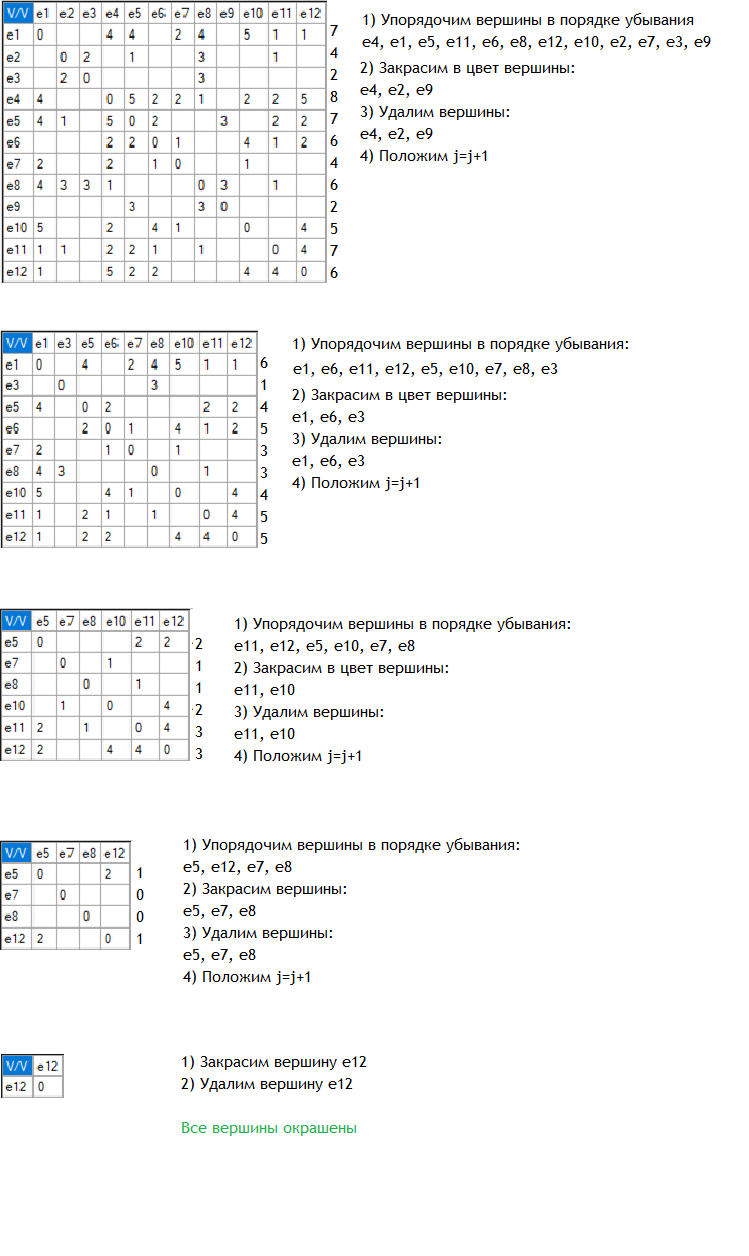 V/V e1 e2 e3 e4 e5 e6 e7 e8 e9 e10 e11 e12
e1 0 4 4 2 4 5 1 1 7
e2 0 2 1 3 1 4
e3 2 0 3 2
e4 4 0 5 2 2 1 2 2 5 8
e5 4 1 5 0 2 3 2 2 7
e6 2 2 0 1 4 1 2 6
e7 2 2 1 0 1 4
e8 4 3 3 1 0 3 1 6
e9 3 3 0 2
e10 5 2 4 1 0 4 5
e11 1 1 2 2 1 1 0 4 7
e12 1 5 2 2 4 4 0 6
1) Упорядочим вершины в порядке убывания
e4, e1, e5, e11, e6, e8, e12, e10, e2, e7, e3, e9
2) Закрасим в цвет вершины:
e4, e2, e9
3) Удалим вершины:
e4, e2, e9
4) Положим j=j+1
V/V e1 e3 e5 e6 e7 e8 e10 e11 e12
e1 0 4 2 4 5 1 1 6
e3 0 3 1
e5 4 0 2 2 2 4
e6 2 0 1 4 1 2 5
e7 2 1 0 1 3
e8 4 3 0 1 3
e10 5 4 1 0 4 4
e11 1 2 1 1 0 4 5
e12 1 2 2 4 4 0 5
1) Упорядочим вершины в порядке убывания:
e1, e6, e11, e12, e5, e10, e7, e8, e3
2) Закрасим в цвет вершины:
e1, e6, e3
3) Удалим вершины:
e1, e6, e3
4) Положим j=j+1
V/V e5 e7 e8 e10 e11 e12
e5 0 2 2 2
e7 0 1 1
e8 0 1 1
e10 1 0 4 2
e11 2 1 0 4 3
e12 2 4 4 0 3
1) Упорядочим вершины в порядке убывания:
e11, e12, e5, e10, e7, e8
2) Закрасим в цвет вершины:
e11, e10
3) Удалим вершины:
e11, e10
4) Положим j=j+1
V/V e5 e7 e8 e12
e5 0 2 1
e7 0 0
e8 0 0
e12 2 0 1
1) Упорядочим вершины в порядке убывания:
e5, e12, e7, e8
2) Закрасим вершины:
e5, e7, e8
3) Удалим вершины:
e5, e7, e8
4) Положим j=j+1
V/V e12
e12 0
1) Закрасим вершину e12
2) Удалим вершину e12
Все вершины окрашены